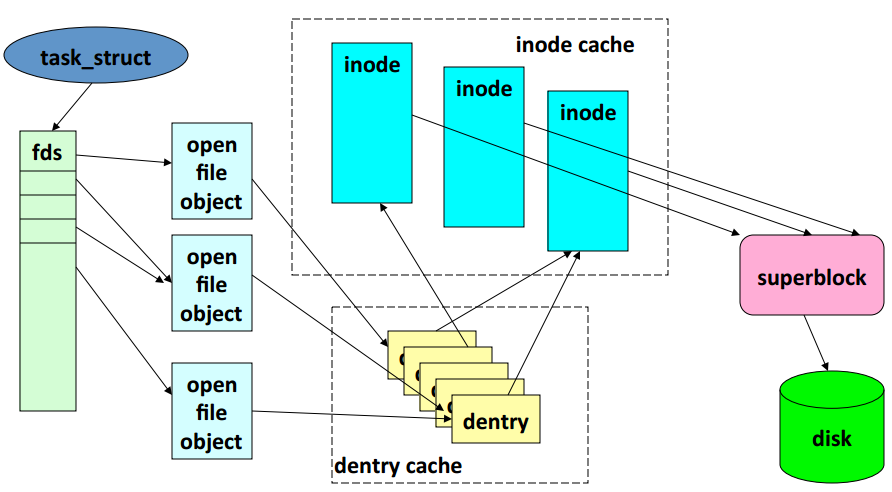 task_struct
inode cache
inode
inode
inode
fds
open
file
object
open
file
object
open
file
object
superblock
dentry
dentry cache
disk